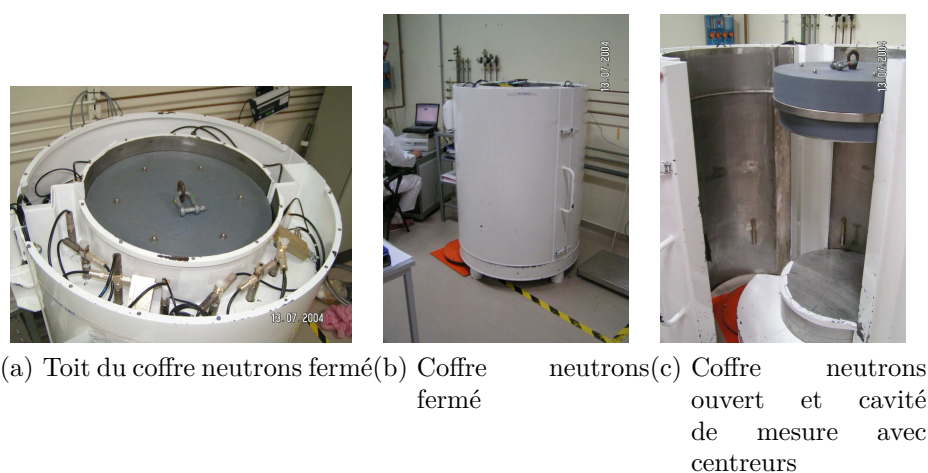 13.07.2004
13.07.2004
13.07.2004
(a) Toit du coffre neutrons fermé
(b) Coffre neutrons
fermé
(c) Coffre neutrons
ouvert et cavité
de mesure avec
centreurs